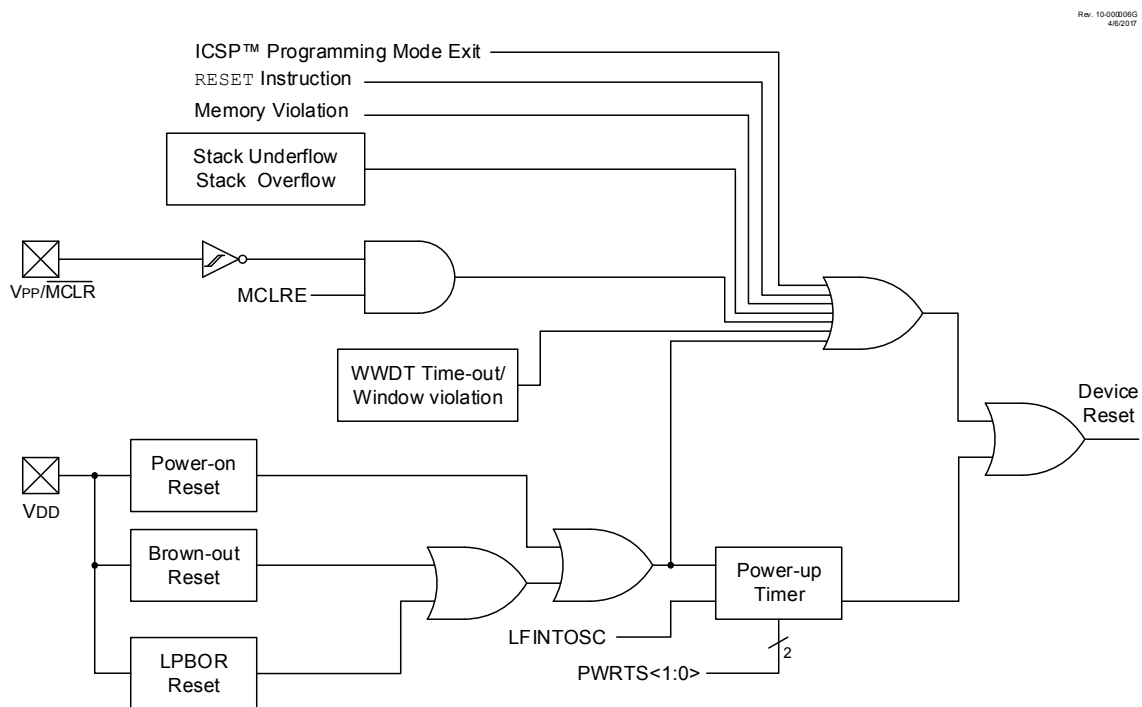 Rev. 10-000006G
4/6/2017
ICSP™ Programming Mode Exit
RESET Instruction
Memory Violation
Stack Underflow
Stack Overflow
VPP/MCLR
MCLRE
WWDT Time-out/
Window violation
Device
Reset
Power-on
Reset
VDD
Brown-out
Reset
Power-up
Timer
LFINTOSC
LPBOR
Reset
2
PWRTS<1:0>